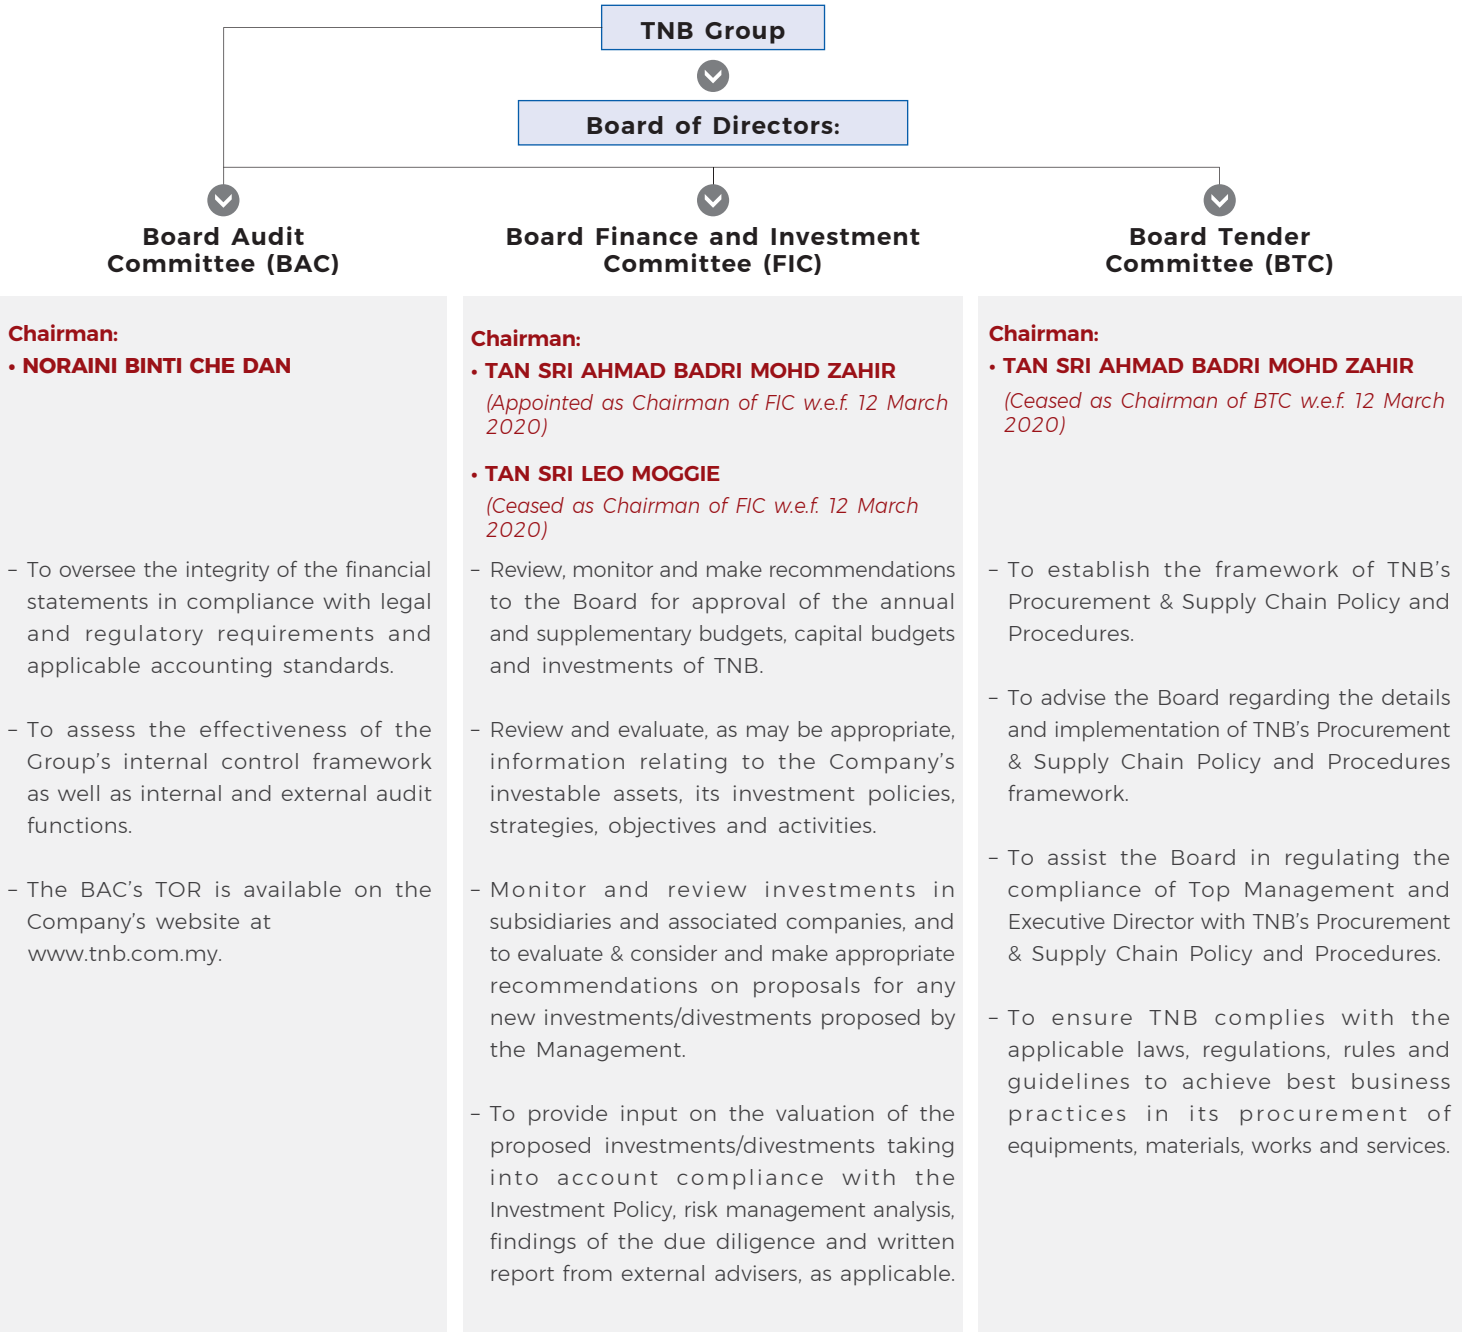 TNB Group
Board of Directors:
Board Audit
Committee (BAC)
Chairman:
• NORAINI BINTI CHE DAN
– To oversee the integrity of the financial
statements in compliance with legal
and regulatory requirements and
applicable accounting standards.
– To assess the effectiveness of the
Group's internal control framework
as well as internal and external audit
functions.
– The BAC's TOR is available on the
Company's website at
www.tnb.com.my.
Board Finance and Investment
Committee (FIC)
Chairman:
• TAN SRI AHMAD BADRI MOHD ZAHIR
(Appointed as Chairman of FIC w.e.f. 12 March
2020)
• TAN SRI LEO MOGGIE
(Ceased as Chairman of FIC w.e.f. 12 March
2020)
– Review, monitor and make recommendations
to the Board for approval of the annual
and supplementary budgets, capital budgets
and investments of TNB.
– Review and evaluate, as may be appropriate,
information relating to the Company's
investable assets, its investment policies,
strategies, objectives and activities.
– Monitor and review investments in
subsidiaries and associated companies, and
to evaluate & consider and make appropriate
recommendations on proposals for any
new investments/divestments proposed by
the Management.
– To provide input on the valuation of the
proposed investments/divestments taking
into account compliance with the
Investment Policy, risk management analysis,
findings of the due diligence and written
report from external advisers, as applicable.
Board Tender
Committee (BTC)
Chairman:
• TAN SRI AHMAD BADRI MOHD ZAHIR
(Ceased as Chairman of BTC w.e.f. 12 March
2020)
– To establish the framework of TNB's
Procurement & Supply Chain Policy and
Procedures.
– To advise the Board regarding the details
and implementation of TNB's Procurement
& Supply Chain Policy and Procedures
framework.
– To assist the Board in regulating the
compliance of Top Management and
Executive Director with TNB's Procurement
& Supply Chain Policy and Procedures.
– To ensure TNB complies with the
applicable laws, regulations, rules and
guidelines to achieve best business
practices in its procurement of
equipments, materials, works and services.